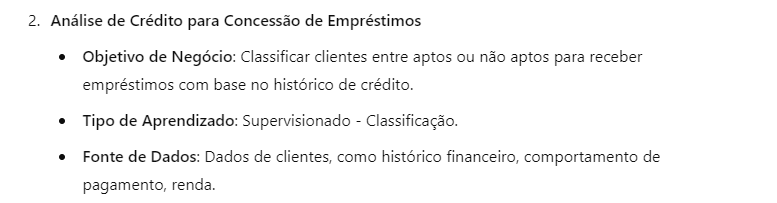 2. Análise de Crédito para Concessão de Empréstimos
• Objetivo de Negócio: Classificar clientes entre aptos ou não aptos para receber
empréstimos com base no histórico de crédito.
• Tipo de Aprendizado: Supervisionado - Classificação.
• Fonte de Dados: Dados de clientes, como histórico financeiro, comportamento de
pagamento, renda.